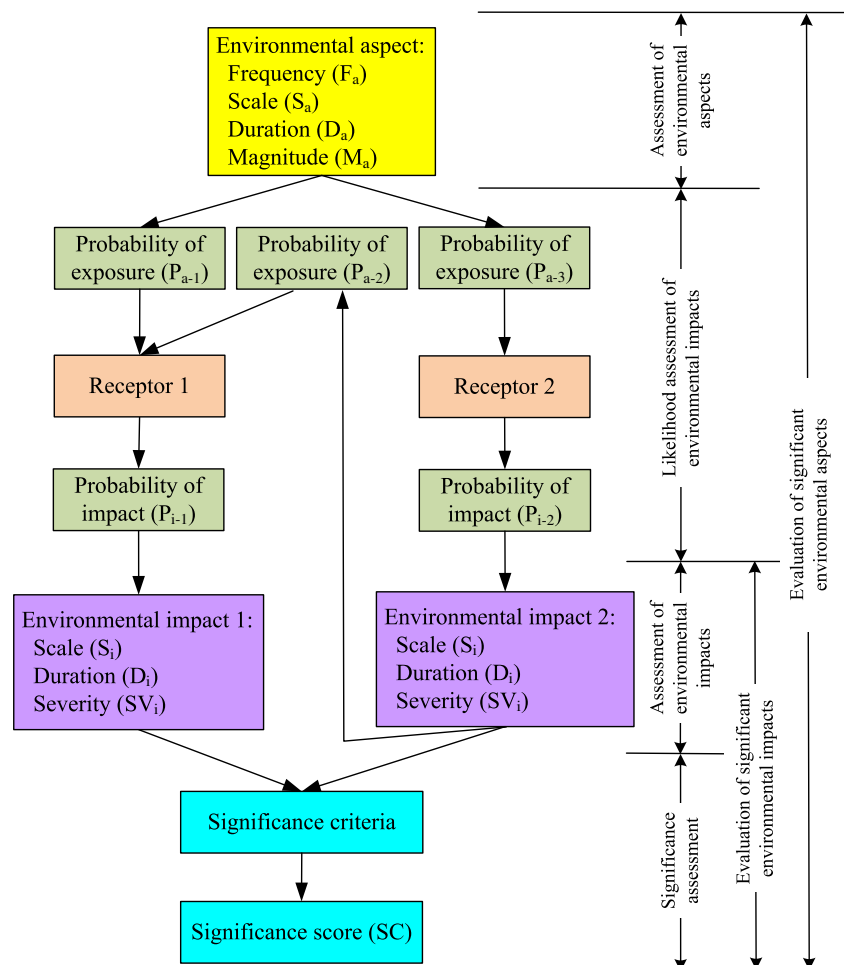 Environmental aspect:
Frequency (Fₐ)
Scale (Sₐ)
Duration (Dₐ)
Magnitude (Mₐ)
Probability of
exposure (Pₐ₋₁)
Probability of
exposure (Pₐ₋₂)
Probability of
exposure (Pₐ₋₃)
Receptor 1
Receptor 2
Probability of
impact (Pᵢ₋₁)
Probability of
impact (Pᵢ₋₂)
Environmental impact 1:
Scale (Sᵢ)
Duration (Dᵢ)
Severity (SVᵢ)
Environmental impact 2:
Scale (Sᵢ)
Duration (Dᵢ)
Severity (SVᵢ)
Significance criteria
Significance score (SC)
Assessment of
environmental
aspects
Likelihood assessment of
environmental impacts
Assessment of
environmental
impacts
Significance
assessment
Evaluation of significant
environmental impacts
Evaluation of significant
environmental aspects